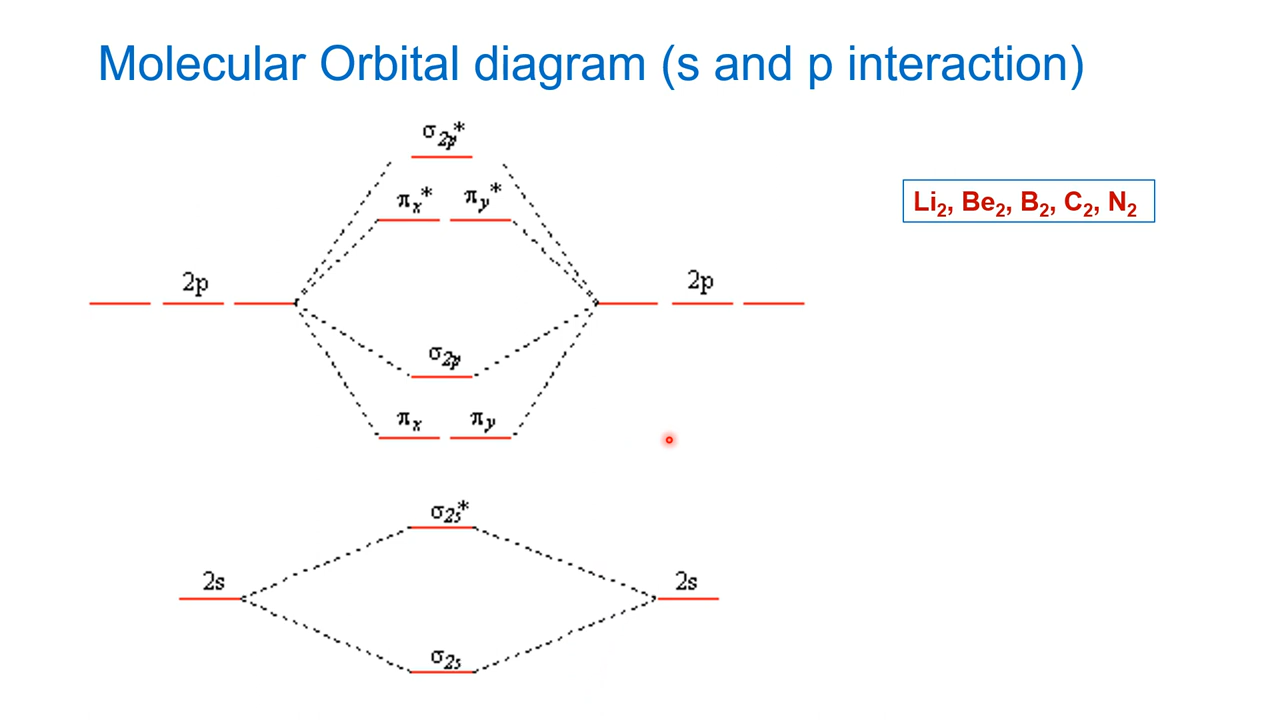 Molecular Orbital diagram (s and p interaction)
σ2p*
πx* πy*
Li2, Be2, B2, C2, N2
2p 2p
σ2p
πx πy
σ2s*
2s 2s
σ2s